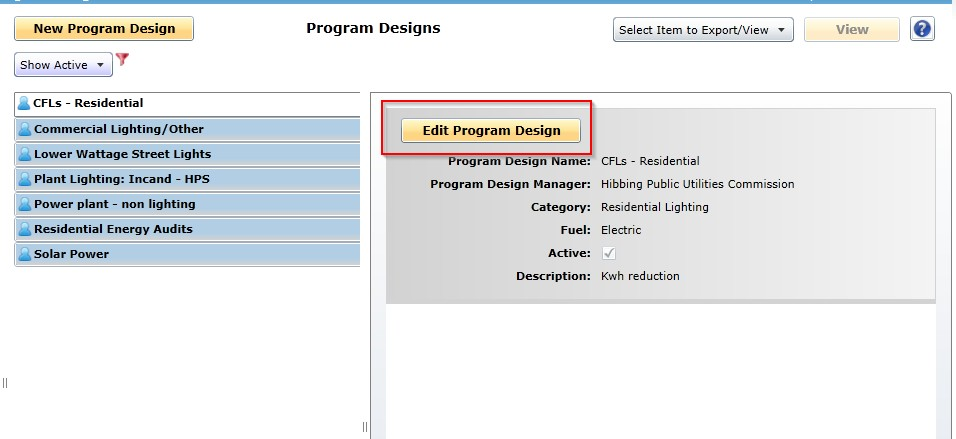 New Program Design
Program Designs
Select Item to Export/View
View
?
Show Active
CFLs - Residential
Commercial Lighting/Other
Lower Wattage Street Lights
Plant Lighting: Incand - HPS
Power plant - non lighting
Residential Energy Audits
Solar Power
Edit Program Design
Program Design Name: CFLs - Residential
Program Design Manager: Hibbing Public Utilities Commission
Category: Residential Lighting
Fuel: Electric
Active:
Description: Kwh reduction